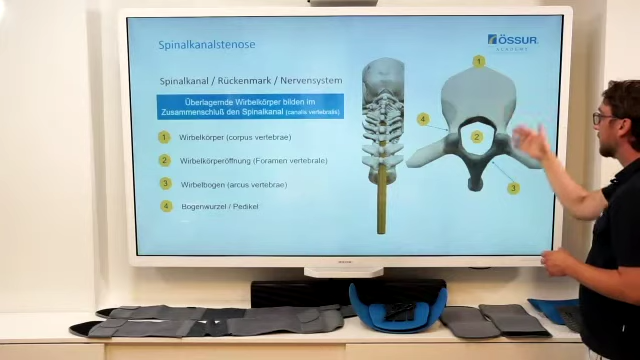 Spinalkanalstenose
ÖSSUR
ACADEMY
Spinalkanal / Rückenmark / Nervensystem
Überlagernde Wirbelkörper bilden im
Zusammenschluß den Spinalkanal (canalis vertebralis)
1 Wirbelkörper (corpus vertebrae)
2 Wirbelkörperöffnung (Foramen vertebrale)
3 Wirbelbogen (arcus vertebrae)
4 Bogenwurzel / Pedikel
1
4
2
3